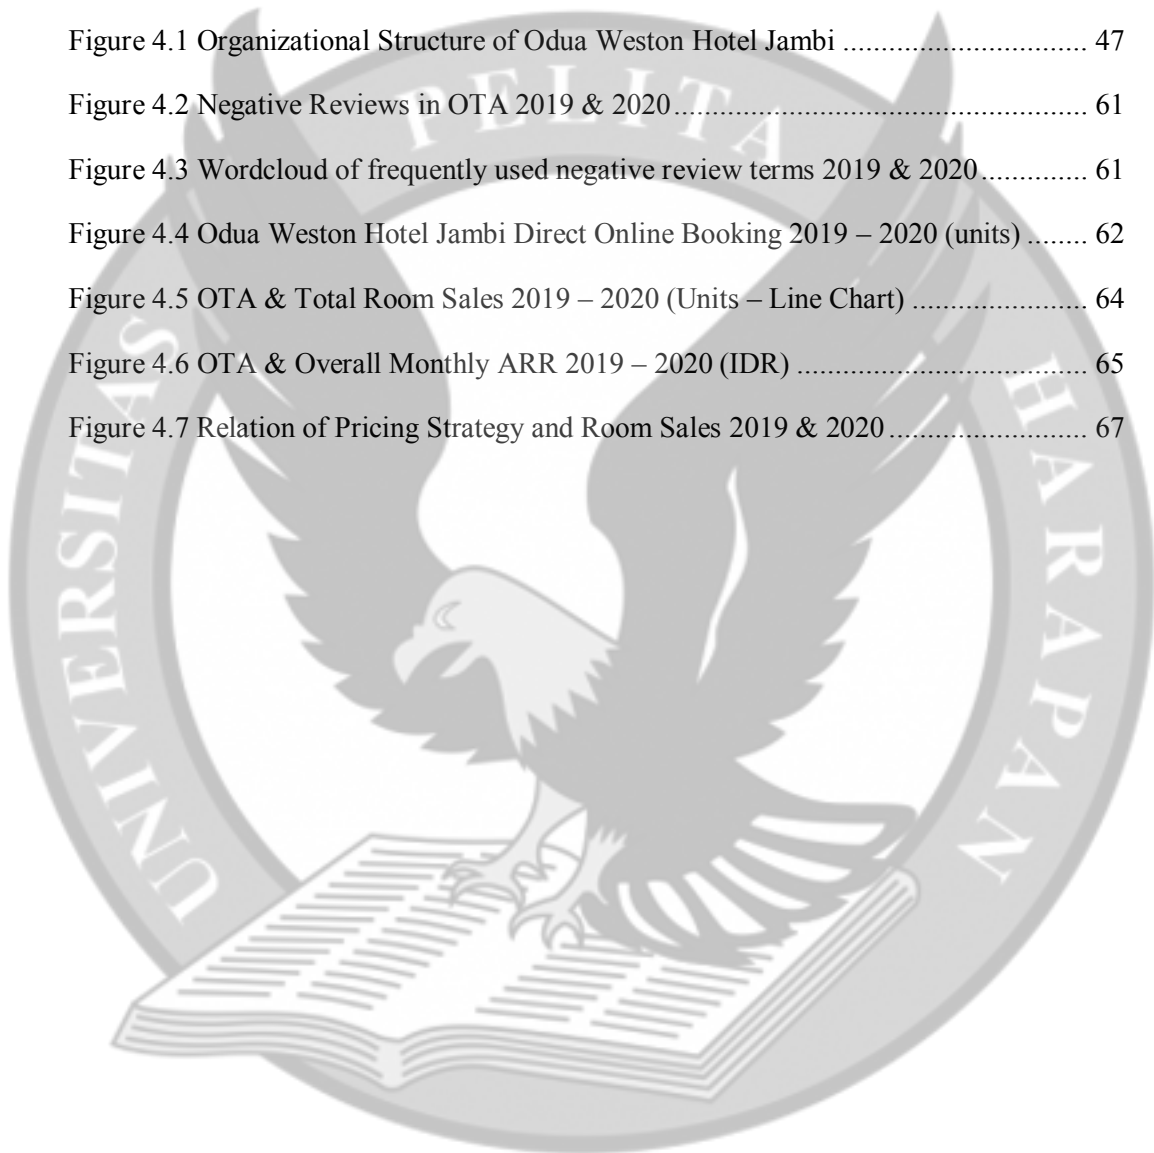 Figure 4.1 Organizational Structure of Odua Weston Hotel Jambi ................................ 47
Figure 4.2 Negative Reviews in OTA 2019 & 2020....................................................... 61
Figure 4.3 Wordcloud of frequently used negative review terms 2019 & 2020.............. 61
Figure 4.4 Odua Weston Hotel Jambi Direct Online Booking 2019 – 2020 (units) ........ 62
Figure 4.5 OTA & Total Room Sales 2019 – 2020 (Units – Line Chart) ....................... 64
Figure 4.6 OTA & Overall Monthly ARR 2019 – 2020 (IDR) ...................................... 65
Figure 4.7 Relation of Pricing Strategy and Room Sales 2019 & 2020.......................... 67
UNIVERSITAS PELITA HARAPAN